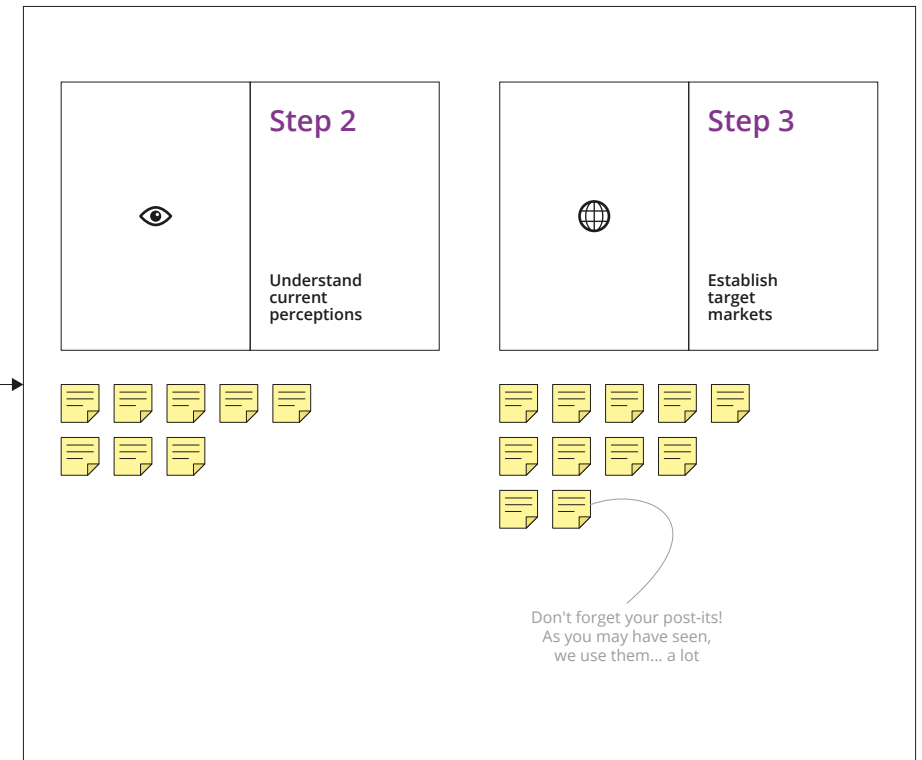 Step 2
Understand
current
perceptions
Step 3
Establish
target
markets
Don't forget your post-its!
As you may have seen,
we use them... a lot